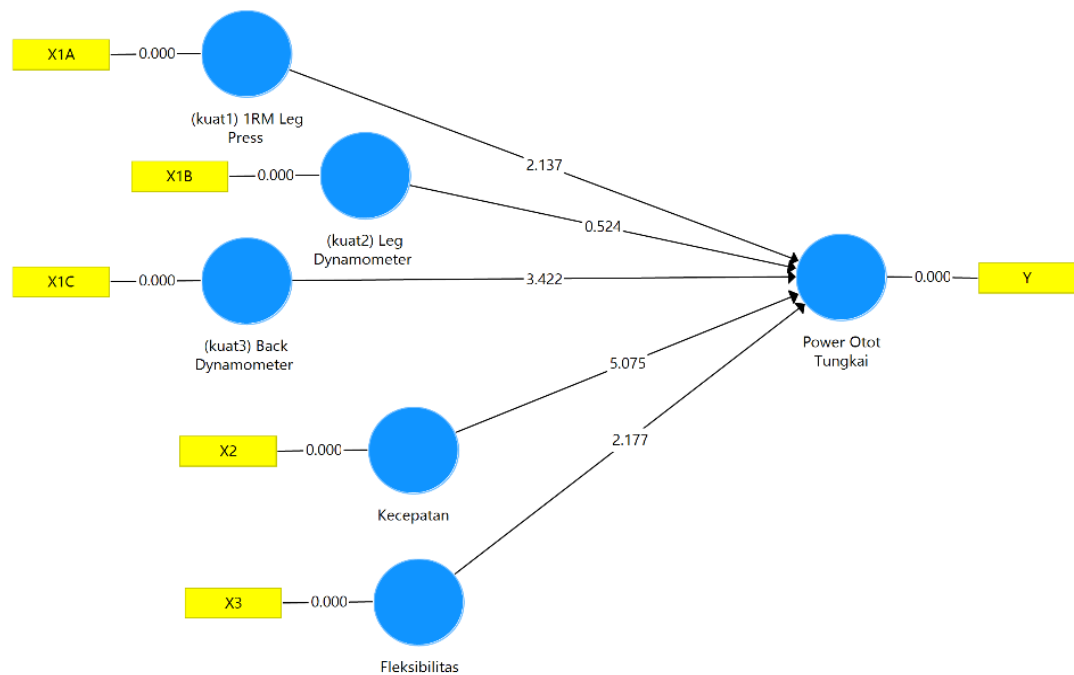 X1A
0.000
(kuat1) 1RM Leg
Press
2.137
X1B
0.000
(kuat2) Leg
Dynamometer
0.524
X1C
0.000
(kuat3) Back
Dynamometer
3.422
0.000
Y
Power Otot
Tungkai
5.075
X2
0.000
Kecepatan
2.177
X3
0.000
Fleksibilitas